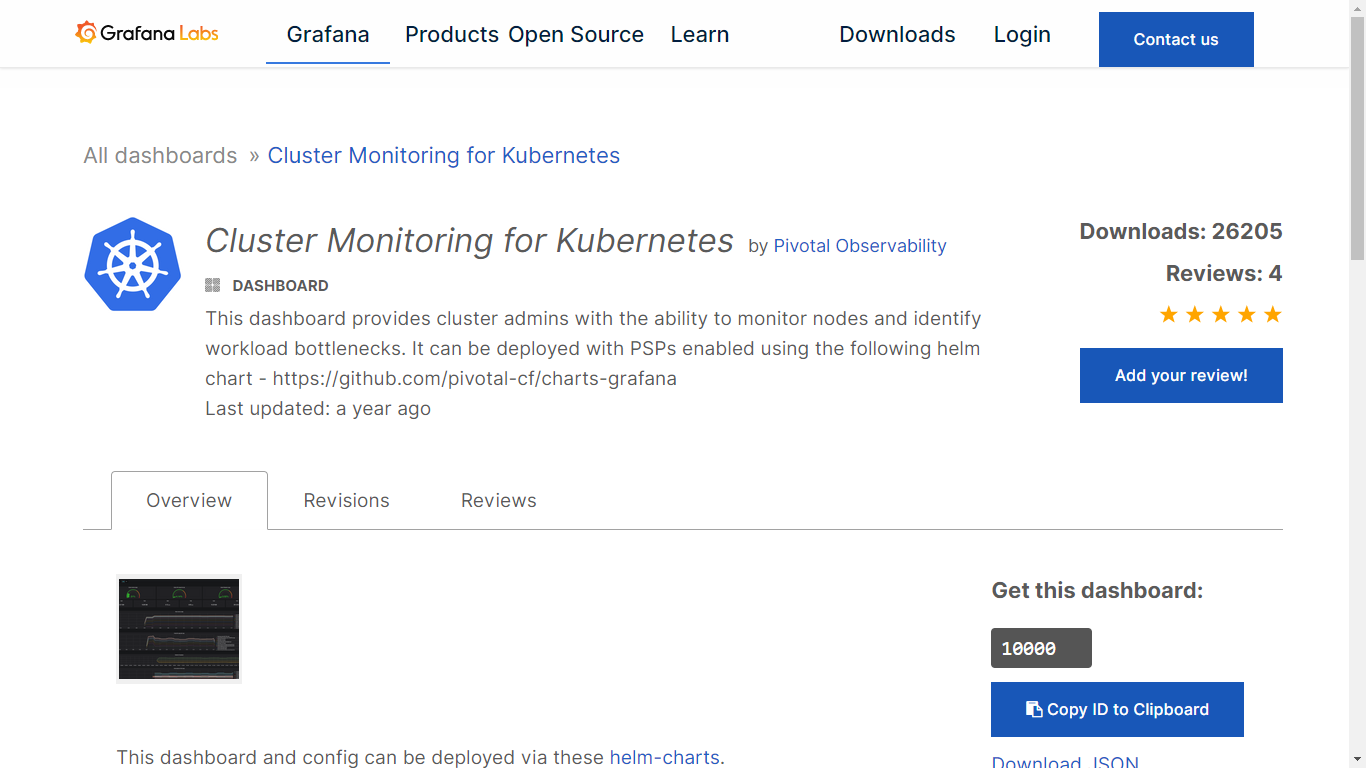 Grafana Labs
Grafana Products Open Source Learn Downloads Login Contact us
All dashboards » Cluster Monitoring for Kubernetes
Cluster Monitoring for Kubernetes by Pivotal Observability
DASHBOARD
This dashboard provides cluster admins with the ability to monitor nodes and identify
workload bottlenecks. It can be deployed with PSPs enabled using the following helm
chart - https://github.com/pivotal-cf/charts-grafana
Last updated: a year ago
Downloads: 26205
Reviews: 4
Add your review!
Overview Revisions Reviews
Get this dashboard:
10000
Copy ID to Clipboard
Download JSON
This dashboard and config can be deployed via these helm-charts.